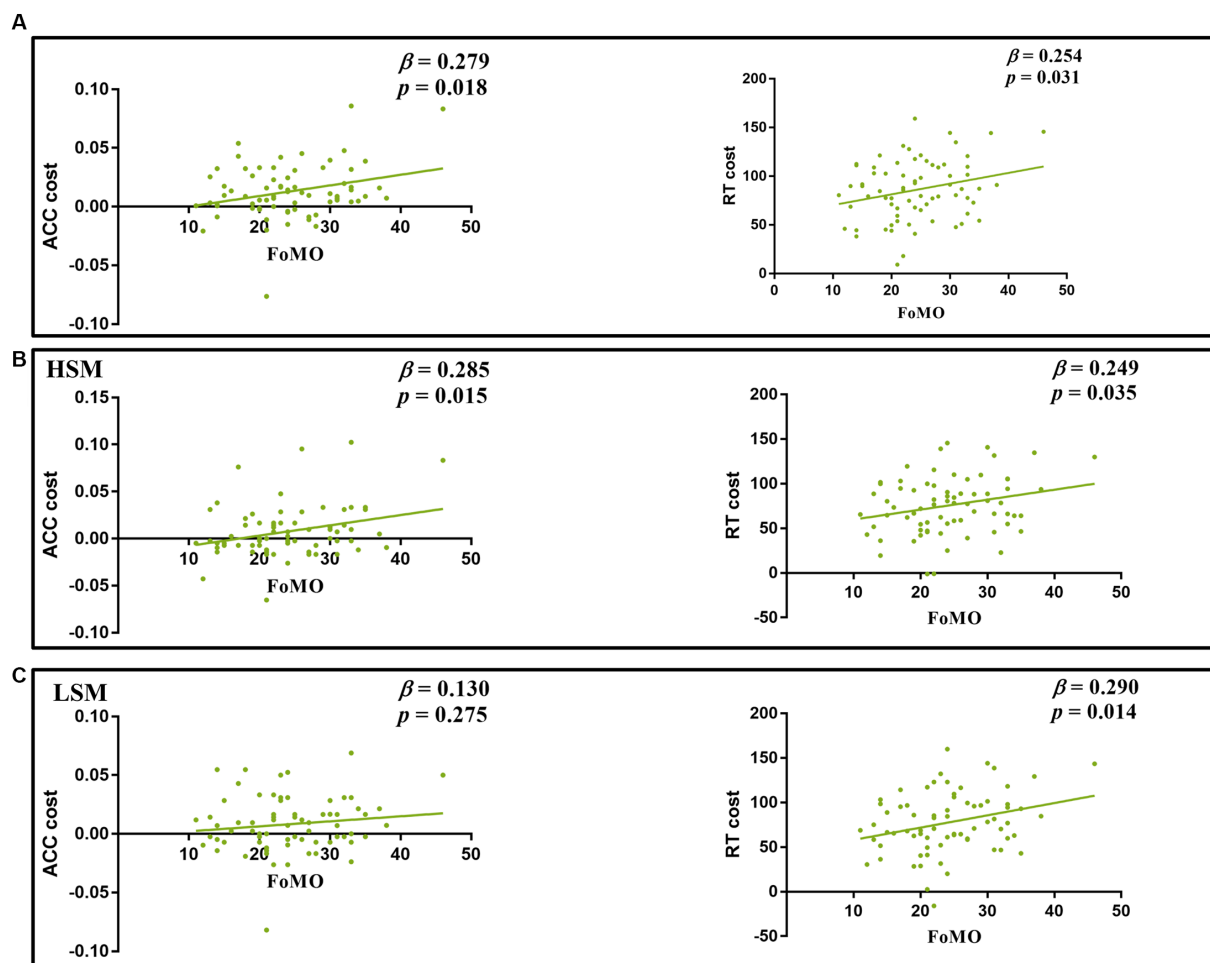 A
β = 0.279
p = 0.018
0.10
0.05
0.00
-0.05
-0.10
ACC cost
10 20 30 40 50
FoMO
β = 0.254
p = 0.031
200
150
100
50
0
RT cost
0 10 20 30 40 50
FoMO
B
HSM
β = 0.285
p = 0.015
0.15
0.10
0.05
0.00
-0.05
-0.10
ACC cost
10 20 30 40 50
FoMO
β = 0.249
p = 0.035
200
150
100
50
0
-50
RT cost
10 20 30 40 50
FoMO
C
LSM
β = 0.130
p = 0.275
0.10
0.05
0.00
-0.05
-0.10
ACC cost
10 20 30 40 50
FoMO
β = 0.290
p = 0.014
200
150
100
50
0
-50
RT cost
10 20 30 40 50
FoMO